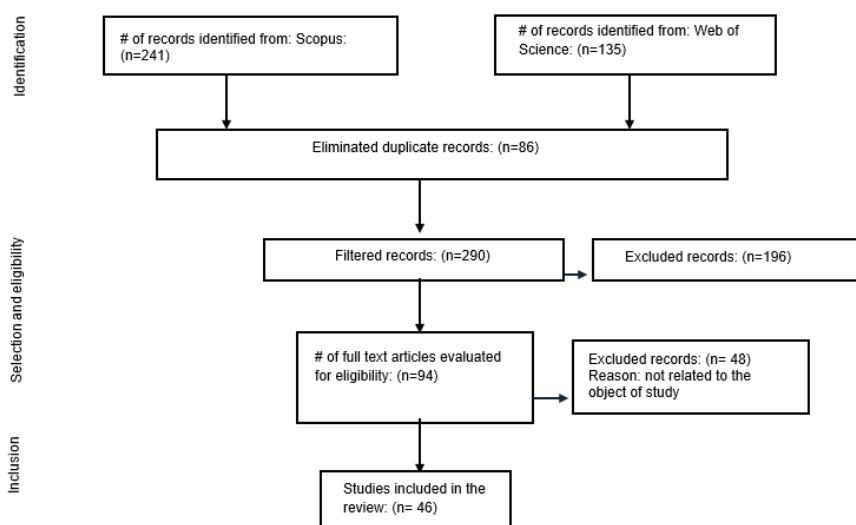 Identification
# of records identified from: Scopus:
(n=241)
# of records identified from: Web of
Science: (n=135)
Eliminated duplicate records: (n=86)
Selection and eligibility
Filtered records: (n=290)
Excluded records: (n=196)
# of full text articles evaluated
for eligibility: (n=94)
Excluded records: (n= 48)
Reason: not related to the
object of study
Inclusion
Studies included in the
review: (n= 46)